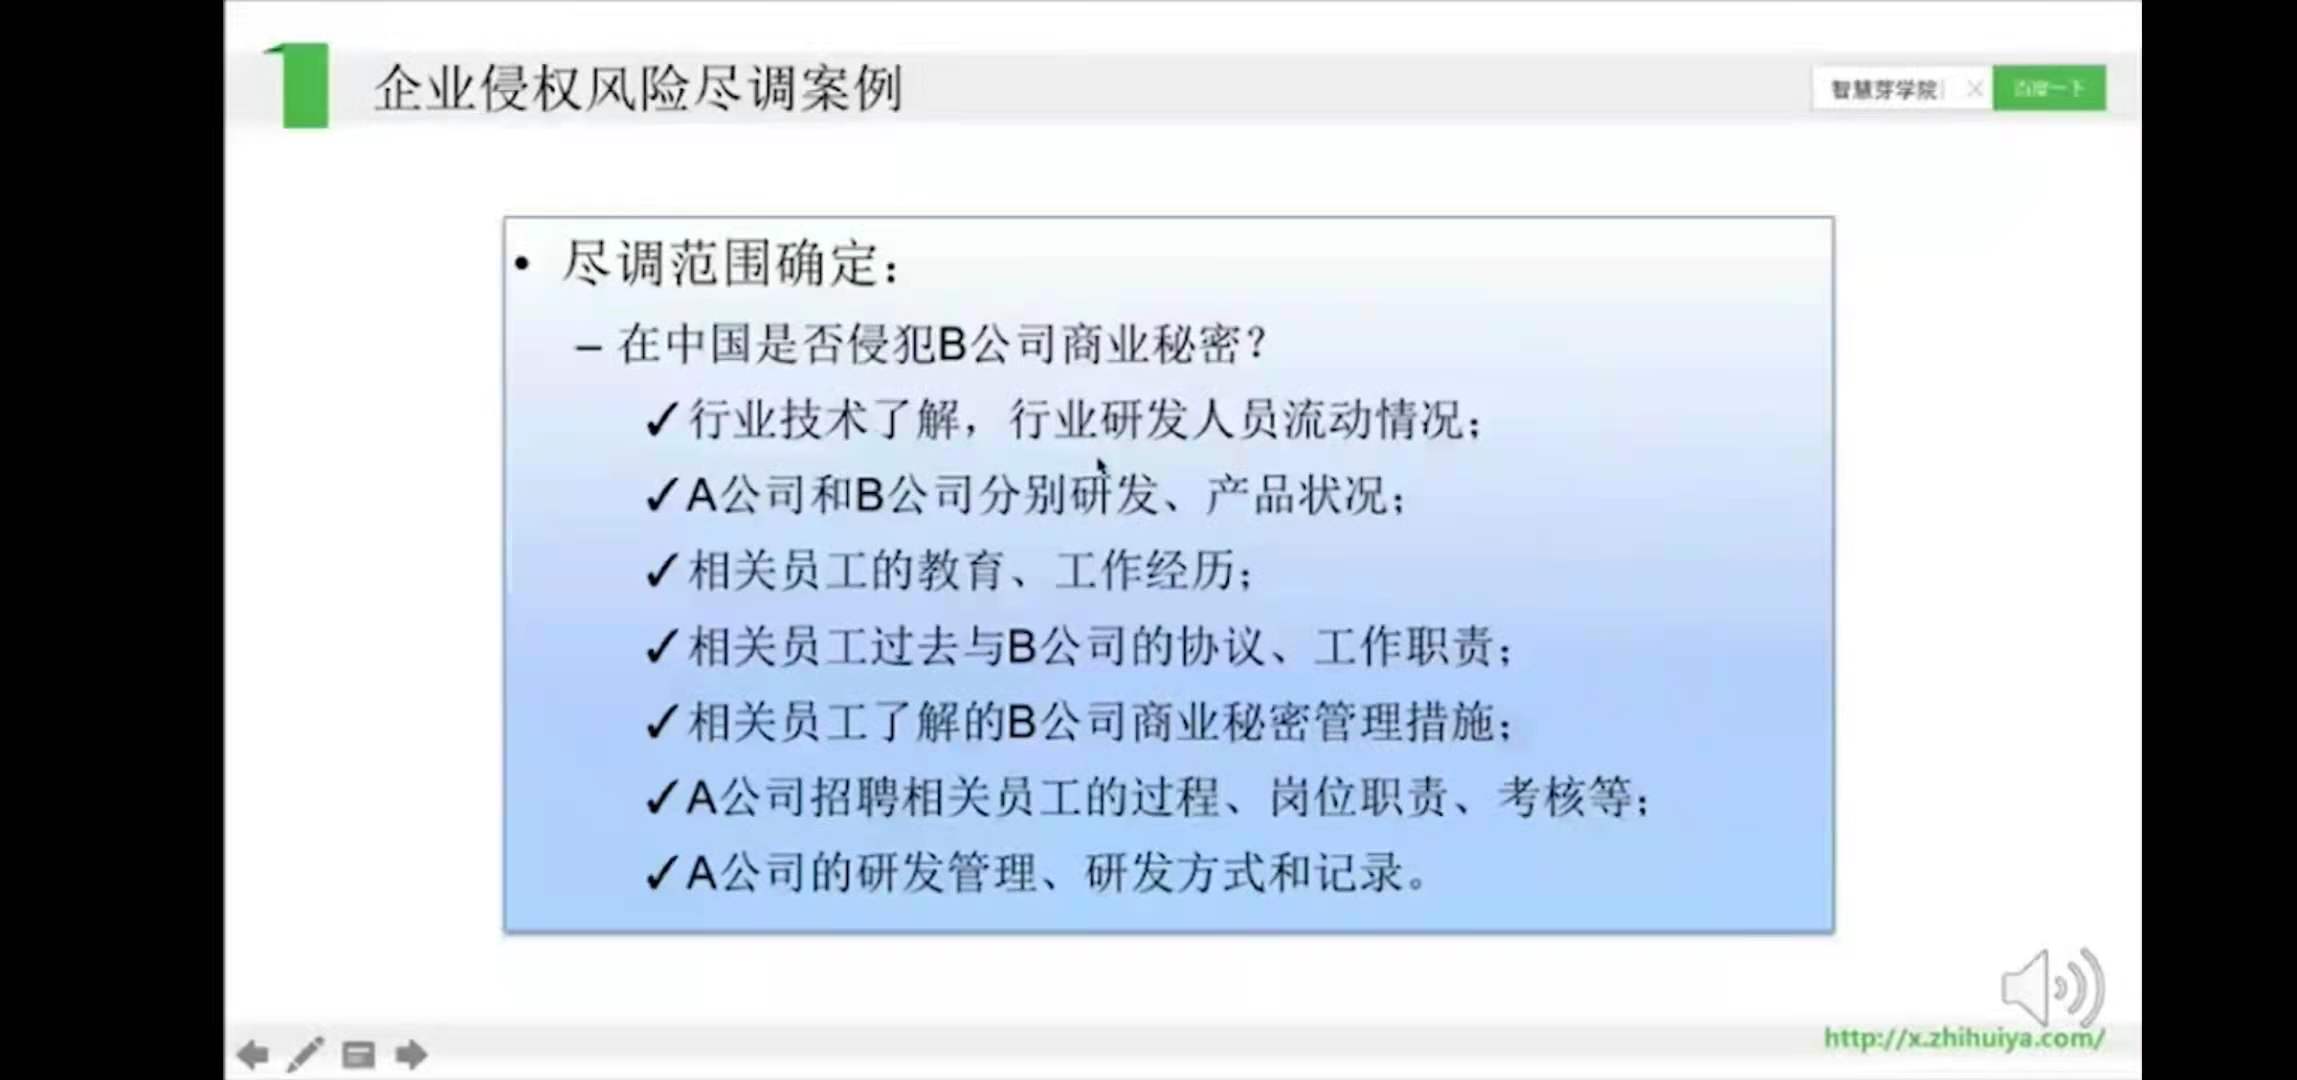 企业侵权风险尽调案例
智慧芽学院
百度一下
• 尽调范围确定：
– 在中国是否侵犯B公司商业秘密？
✓行业技术了解，行业研发人员流动情况；
✓A公司和B公司分别研发、产品状况；
✓相关员工的教育、工作经历；
✓相关员工过去与B公司的协议、工作职责；
✓相关员工了解的B公司商业秘密管理措施；
✓A公司招聘相关员工的过程、岗位职责、考核等；
✓A公司的研发管理、研发方式和记录。
http://x.zhihuiya.com/